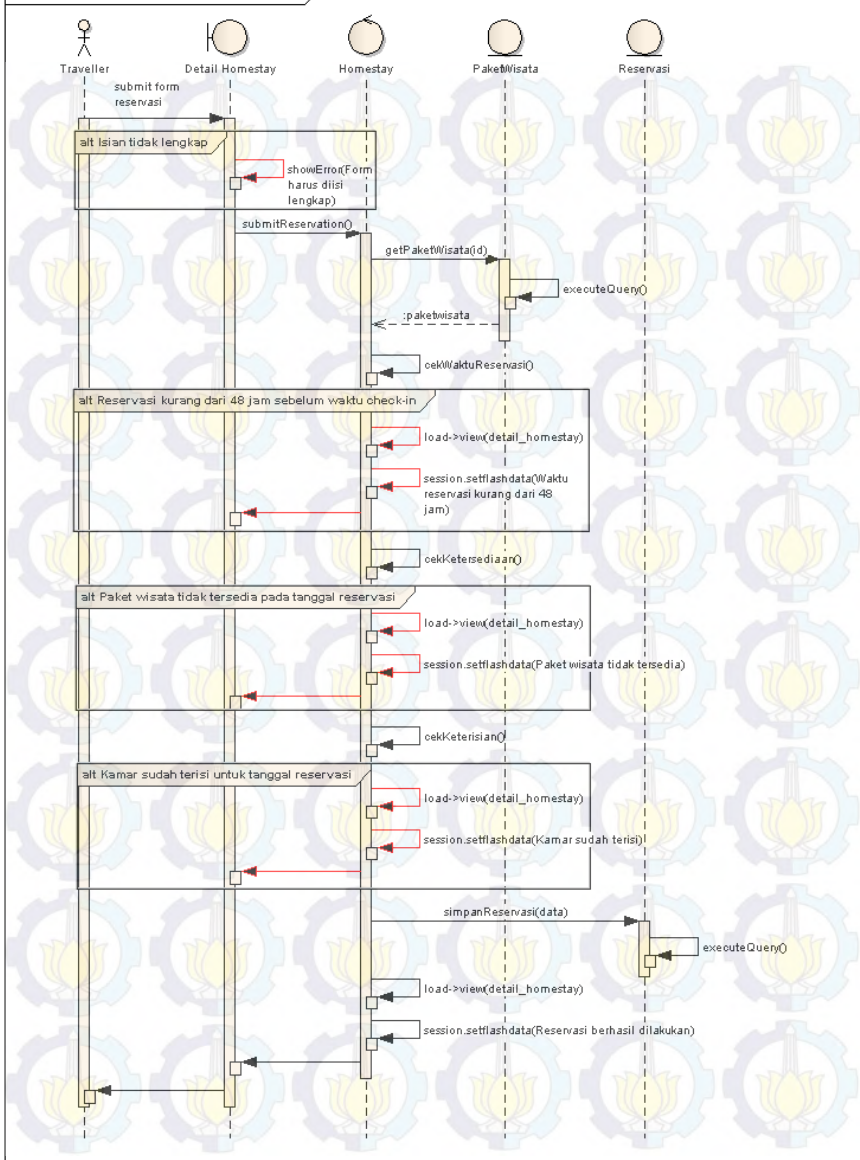 Traveller
Detail Homestay
Homestay
PaketWisata
Reservasi
submit form
reservasi
alt Isian tidak lengkap
showError(Form
harus diisi
lengkap)
submitReservation()
getPaketWisata(id)
executeQuery()
:paketwisata
cekWaktuReservasi()
alt Reservasi kurang dari 48 jam sebelum waktu check-in
load->view(detail_homestay)
session.setflashdata(Waktu
reservasi kurang dari 48
jam)
cekKetersediaan()
alt Paket wisata tidak tersedia pada tanggal reservasi
load->view(detail_homestay)
session.setflashdata(Paket wisata tidak tersedia)
cekKeterisian()
alt Kamar sudah terisi untuk tanggal reservasi
load->view(detail_homestay)
session.setflashdata(Kamar sudah terisi)
simpanReservasi(data)
executeQuery()
load->view(detail_homestay)
session.setflashdata(Reservasi berhasil dilakukan)